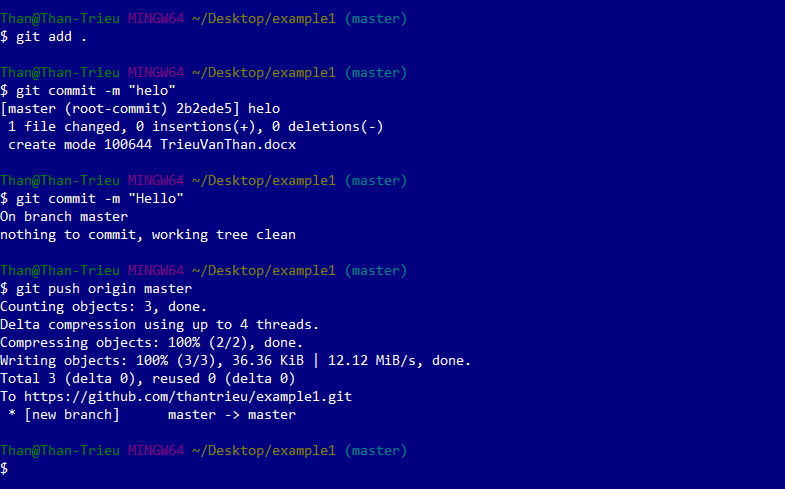 Than@Than-Trieu MINGW64 ~/Desktop/example1 (master)
$ git add .
Than@Than-Trieu MINGW64 ~/Desktop/example1 (master)
$ git commit -m "helo"
[master (root-commit) 2b2ede5] helo
 1 file changed, 0 insertions(+), 0 deletions(-)
 create mode 100644 TrieuVanThan.docx
Than@Than-Trieu MINGW64 ~/Desktop/example1 (master)
$ git commit -m "Hello"
On branch master
nothing to commit, working tree clean
Than@Than-Trieu MINGW64 ~/Desktop/example1 (master)
$ git push origin master
Counting objects: 3, done.
Delta compression using up to 4 threads.
Compressing objects: 100% (2/2), done.
Writing objects: 100% (3/3), 36.36 KiB | 12.12 MiB/s, done.
Total 3 (delta 0), reused 0 (delta 0)
To https://github.com/thantrieu/example1.git
 * [new branch]      master -> master
Than@Than-Trieu MINGW64 ~/Desktop/example1 (master)
$